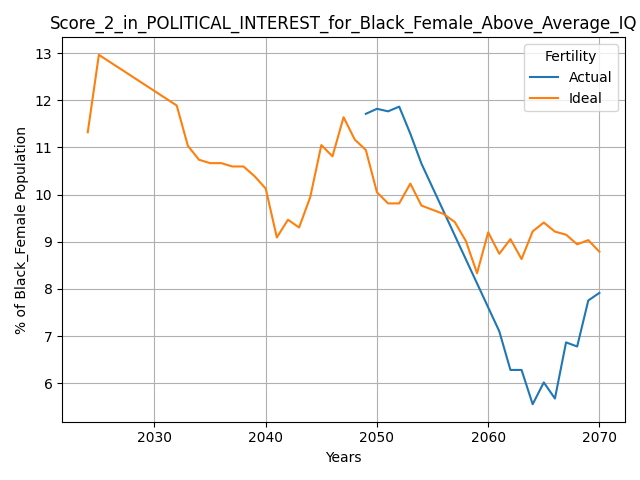 Score_2_in_POLITICAL_INTEREST_for_Black_Female_Above_Average_IQ
Fertility
Actual
Ideal
% of Black_Female Population
13
12
11
10
9
8
7
6
2030
2040
2050
2060
2070
Years